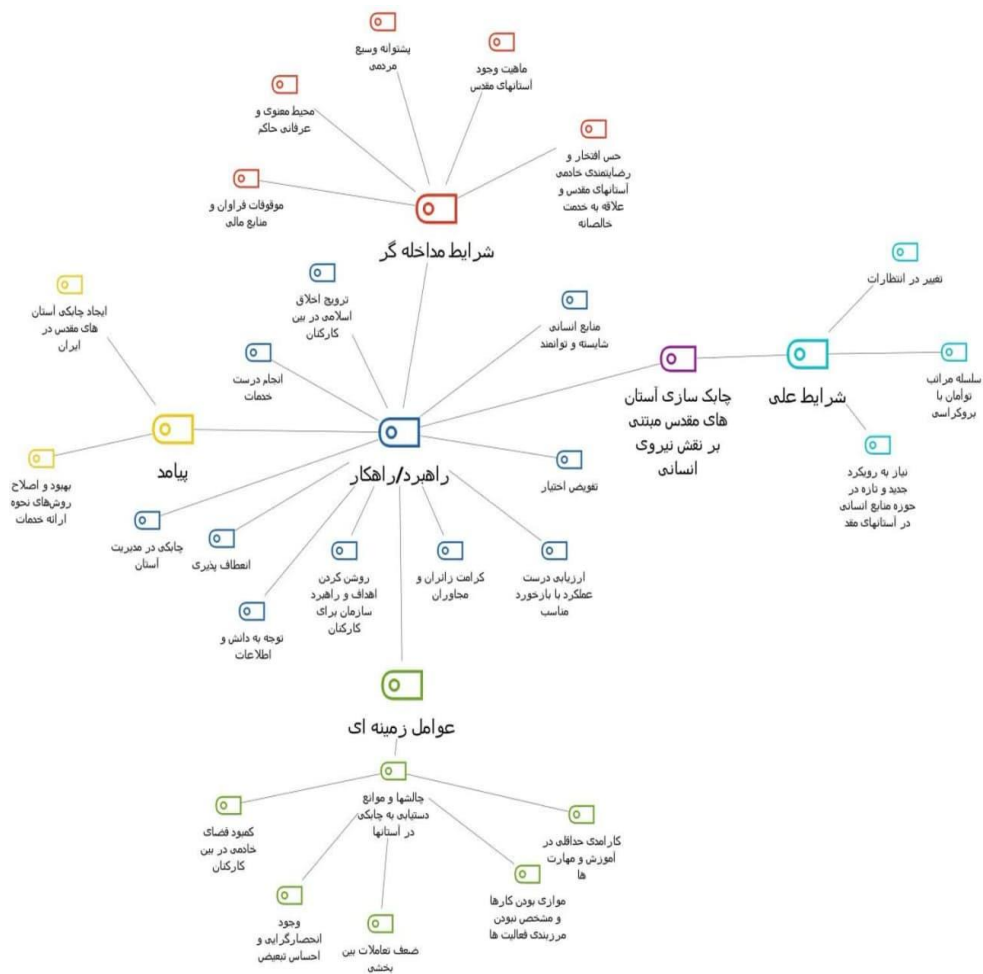 پشتوانه وسیع
مردمی
ماهیت وجود
آستانهای مقدس
محیط معنوی و
عرفانی حاکم
حس افتخار و
رضایتمندی خادمی
آستانهای مقدس و
علاقه به خدمت
خالصانه
موقوفات فراوان و
منابع مالی
شرایط مداخله گر
تغییر در انتظارات
سلسله مراتب
توأمان با
بروکراسی
نیاز به رویکرد
جدید و تازه در
حوزه منابع انسانی
در آستانهای مقد
شرایط علی
چابک سازی آستان
های مقدس مبتنی
بر نقش نیروی
انسانی
منابع انسانی
شایسته و توانمند
ترویج اخلاق
اسلامی در بین
کارکنان
انجام درست
خدمات
راهبرد/راهکار
تفویض اختیار
ارزیابی درست
عملکرد با بازخورد
مناسب
کرامت زائران و
مجاوران
روشن کردن
اهداف و راهبرد
سازمان برای
کارکنان
توجه به دانش و
اطلاعات
انعطاف پذیری
چابکی در مدیریت
آستان
پیامد
ایجاد چابکی آستان
های مقدس در
ایران
بهبود و اصلاح
روش‌های نحوه
ارائه خدمات
عوامل زمینه ای
چالشها و موانع
دستیابی به چابکی
در آستانها
کارامدی حداقلی در
آموزش و مهارت
ها
موازی بودن کارها
و مشخص نبودن
مرزبندی فعالیت ها
ضعف تعاملات بین
بخشی
وجود
انحصارگرایی و
احساس تبعیض
کمبود فضای
خادمی در بین
کارکنان